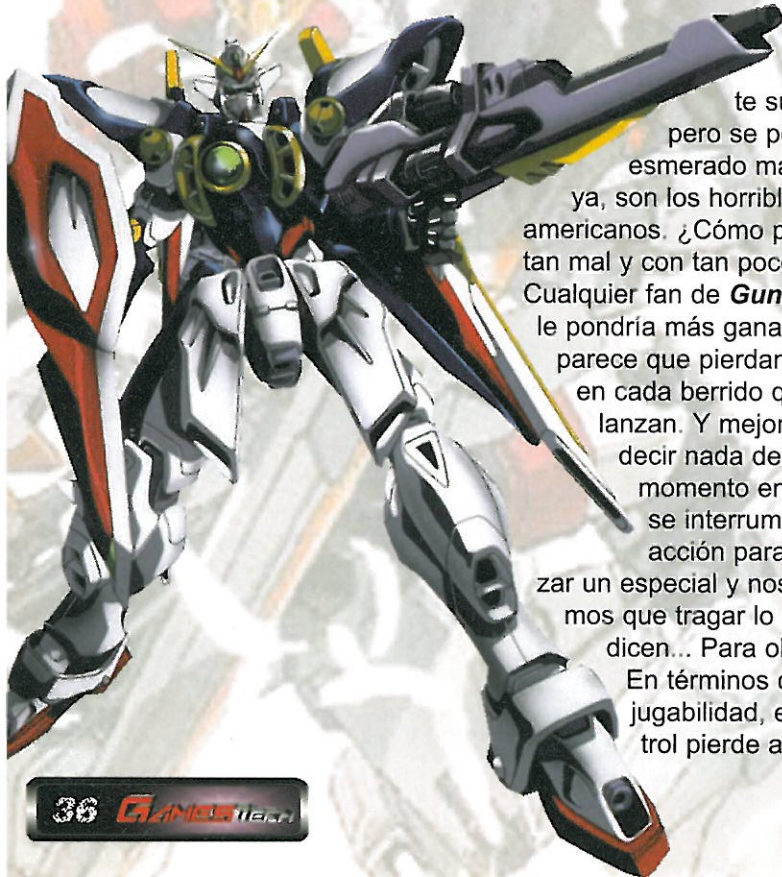 te su
pero se p
esmerado ma
ya, son los horribl
americanos. ¿Cómo p
tan mal y con tan poc
Cualquier fan de Gun
le pondría más gana
parece que pierdan
en cada berrido q
lanzan. Y mejor
decir nada de
momento en
se interrum
acción para
zar un especial y nos
mos que tragar lo
dicen... Para ol
En términos d
jugabilidad, e
trol pierde a
36 GAMESTECH